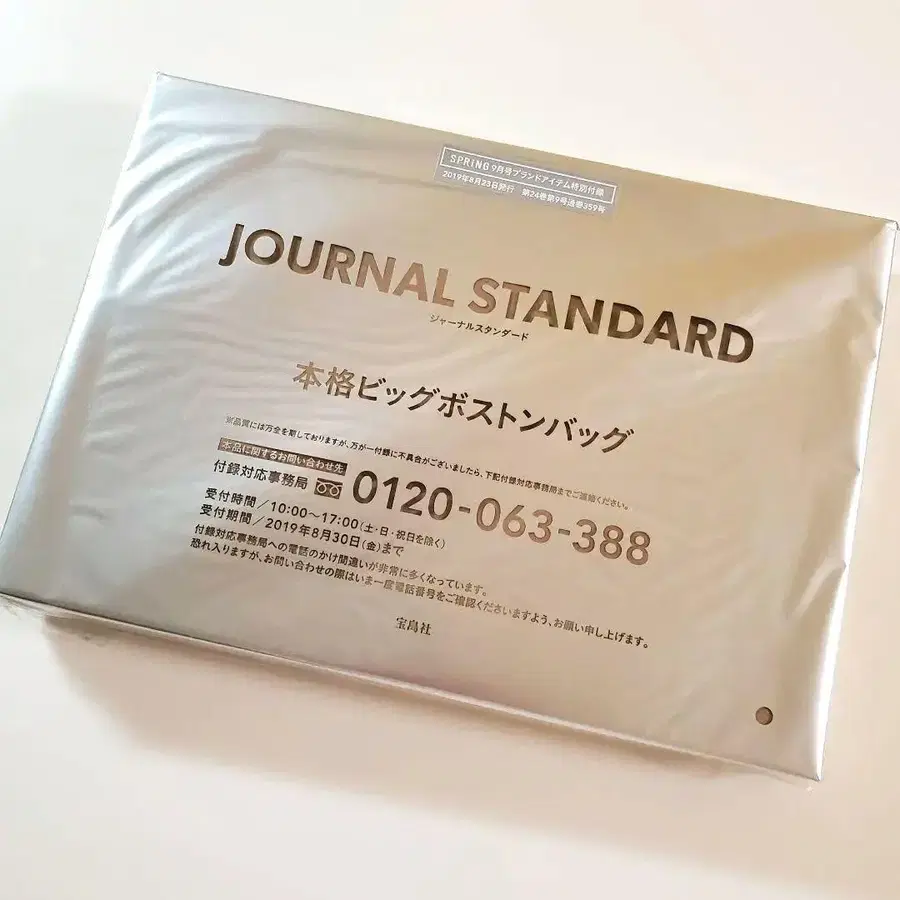 SPRiNG9月号ブランドアイテム特別付録
2019年8月23日発行 第24巻第9号通巻359号
JOURNAL STANDARD
ジャーナルスタンダード
本格ビッグボストンバッグ
※品質には万全を期しておりますが、万が一付録に不具合がございましたら、下記付録対応事務局までご連絡ください。
本品に関するお問い合わせ先
付録対応事務局 0120-063-388
受付時間/10:00〜17:00(土・日・祝日を除く)
受付期間/2019年8月30日(金)まで
付録対応事務局への電話のかけ間違いが非常に多くなっています。
恐れ入りますが、お問い合わせの際はいま一度電話番号をご確認くださいますよう、お願い申し上げます。
宝島社